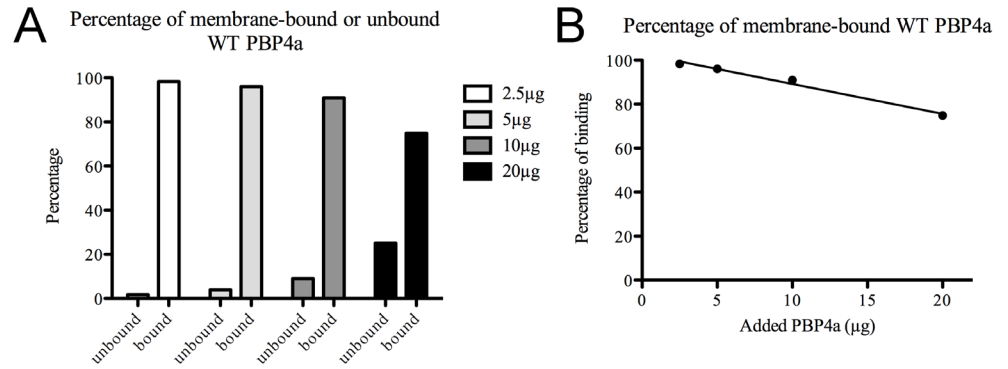 A
Percentage of membrane-bound or unbound
WT PBP4a
100
80
60
40
20
0
Percentage
unbound
bound
unbound
bound
unbound
bound
unbound
bound
2.5µg
5µg
10µg
20µg
B
Percentage of membrane-bound WT PBP4a
100
80
60
40
20
0
Percentage of binding
0 5 10 15 20
Added PBP4a (µg)